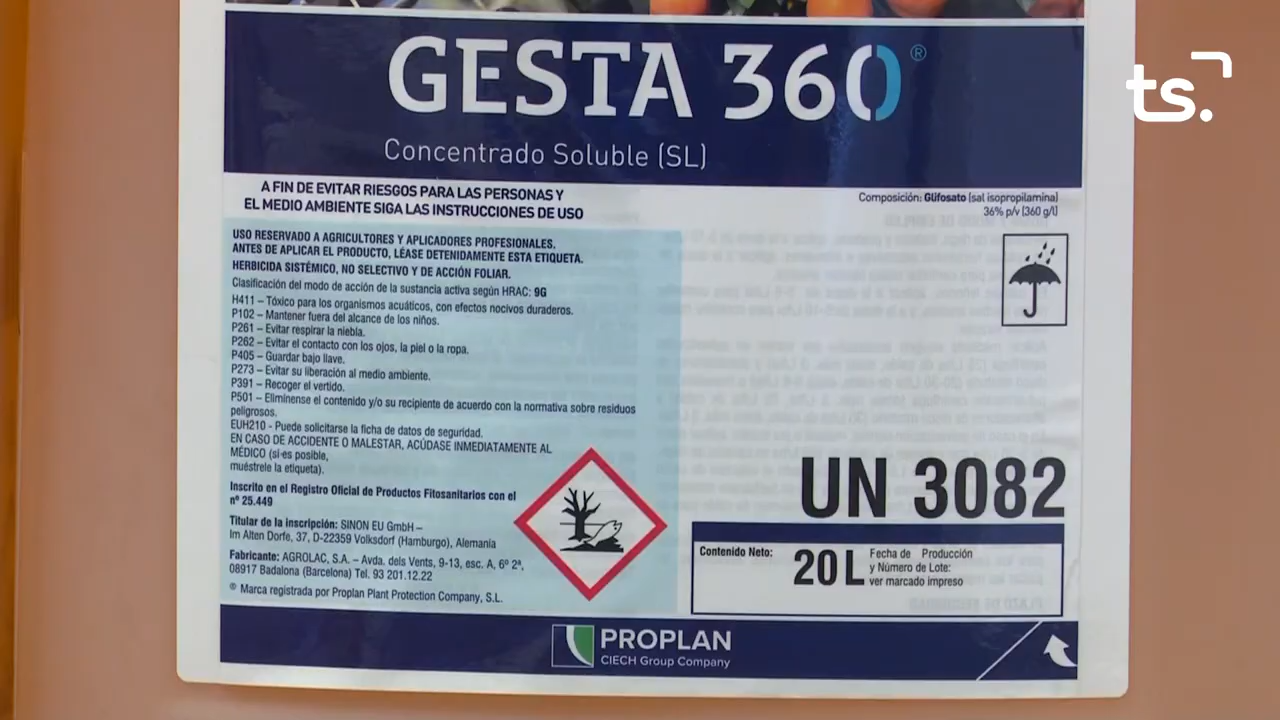 ts.
GESTA 360®
Concentrado Soluble (SL)
A FIN DE EVITAR RIESGOS PARA LAS PERSONAS Y
EL MEDIO AMBIENTE SIGA LAS INSTRUCCIONES DE USO
Composición: Glifosato (sal isopropilamina)
36% p/v (360 g/l)
USO RESERVADO A AGRICULTORES Y APLICADORES PROFESIONALES.
ANTES DE APLICAR EL PRODUCTO, LÉASE DETENIDAMENTE ESTA ETIQUETA.
HERBICIDA SISTÉMICO, NO SELECTIVO Y DE ACCIÓN FOLIAR.
Clasificación del modo de acción de la sustancia activa según HRAC: 9G
H411 – Tóxico para los organismos acuáticos, con efectos nocivos duraderos.
P102 – Mantener fuera del alcance de los niños.
P261 – Evitar respirar la niebla.
P262 – Evitar el contacto con los ojos, la piel o la ropa.
P405 – Guardar bajo llave.
P273 – Evitar su liberación al medio ambiente.
P391 – Recoger el vertido.
P501 – Elimínense el contenido y/o su recipiente de acuerdo con la normativa sobre residuos
peligrosos.
EUH210 - Puede solicitarse la ficha de datos de seguridad.
EN CASO DE ACCIDENTE O MALESTAR, ACÚDASE INMEDIATAMENTE AL
MÉDICO (si es posible,
muéstrele la etiqueta).
Inscrito en el Registro Oficial de Productos Fitosanitarios con el
nº 25.449
Titular de la inscripción: SINON EU GmbH –
Im Alten Dorfe, 37, D-22359 Volksdorf (Hamburgo), Alemania
Fabricante: AGROLAC, S.A. – Avda. dels Vents, 9-13, esc. A, 6º 2ª,
08917 Badalona (Barcelona) Tel. 93 201.12.22
® Marca registrada por Proplan Plant Protection Company, S.L.
UN 3082
Contenido Neto: 20 L
Fecha de Producción
y Número de Lote:
ver marcado impreso
PROPLAN
CIECH Group Company